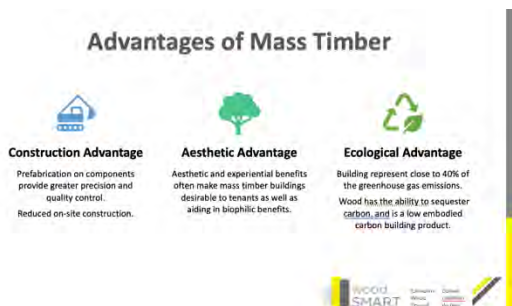 Advantages of Mass Timber
Construction Advantage
Prefabrication on components
provide greater precision and
quality control.
Reduced on-site construction.
Aesthetic Advantage
Aesthetic and experiential benefits
often make mass timber buildings
desirable to tenants as well as
aiding in biophilic benefits.
Ecological Advantage
Building represent close to 40% of
the greenhouse gas emissions.
Wood has the ability to sequester
carbon, and is a low embodied
carbon building product.
wood
SMART